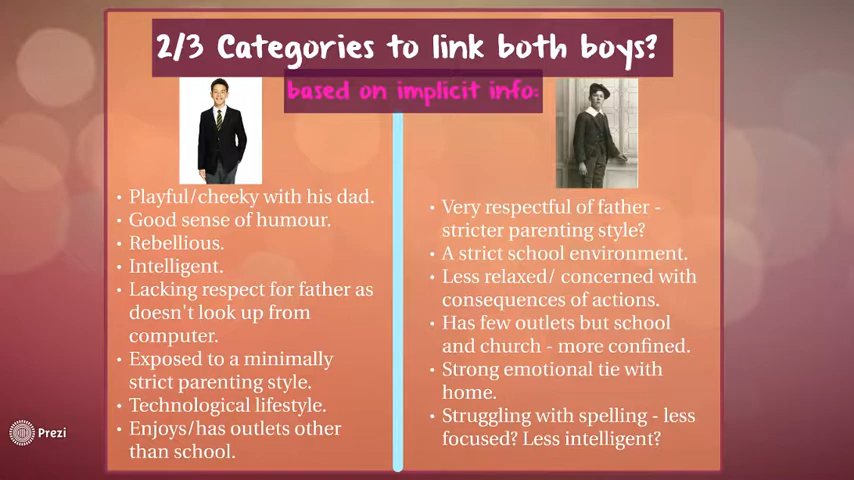 2/3 Categories to link both boys?
based on implicit info:
• Playful/cheeky with his dad.
• Good sense of humour.
• Rebellious.
• Intelligent.
• Lacking respect for father as
doesn't look up from
computer.
• Exposed to a minimally
strict parenting style.
• Technological lifestyle.
• Enjoys/has outlets other
than school.
• Very respectful of father -
stricter parenting style?
• A strict school environment.
• Less relaxed/ concerned with
consequences of actions.
• Has few outlets but school
and church - more confined.
• Strong emotional tie with
home.
• Struggling with spelling - less
focused? Less intelligent?
Prezi